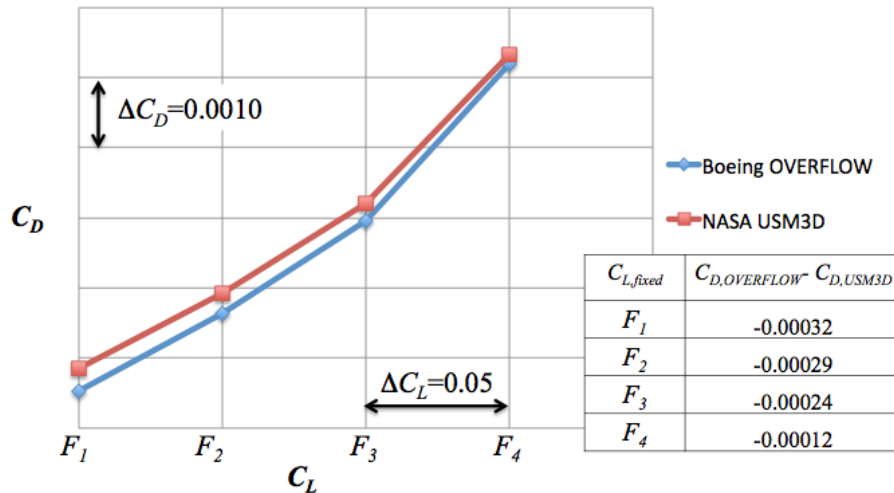 ΔC_D=0.0010
C_D
Boeing OVERFLOW
NASA USM3D
ΔC_L=0.05
F_1 F_2 F_3 F_4
C_L
C_L,fixed C_D,OVERFLOW- C_D,USM3D
F_1 -0.00032
F_2 -0.00029
F_3 -0.00024
F_4 -0.00012